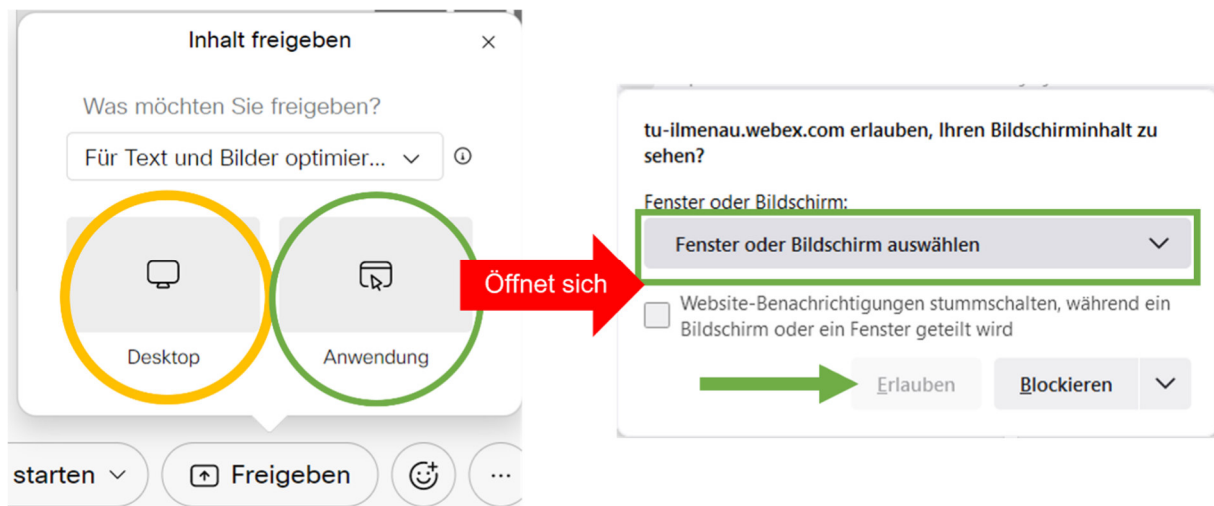 Inhalt freigeben
Was möchten Sie freigeben?
Für Text und Bilder optimier...
Desktop
Anwendung
starten
Freigeben
Öffnet sich
tu-ilmenau.webex.com erlauben, Ihren Bildschirminhalt zu
sehen?
Fenster oder Bildschirm:
Fenster oder Bildschirm auswählen
Website-Benachrichtigungen stummschalten, während ein
Bildschirm oder ein Fenster geteilt wird
Erlauben
Blockieren